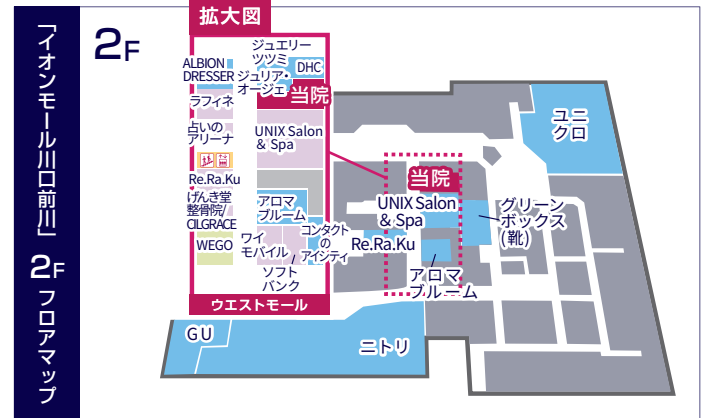 「イオンモール川口前川」2Fフロアマップ
2F
拡大図
ジュエリー
ツツミ
ALBION
DRESSER
DHC
ジュリア・
オージェ
当院
ラフィネ
占いの
アリーナ
UNIX Salon
& Spa
Re.Ra.Ku
げんき堂
整骨院/
CILGRACE
アロマ
ブルーム
WEGO
ワイ
モバイル
コンタクト
の
アイシティ
ソフト
バンク
ウエストモール
ユニ
クロ
当院
UNIX Salon
& Spa
グリーン
ボックス
(靴)
Re.Ra.Ku
アロマ
ブルーム
GU
ニトリ